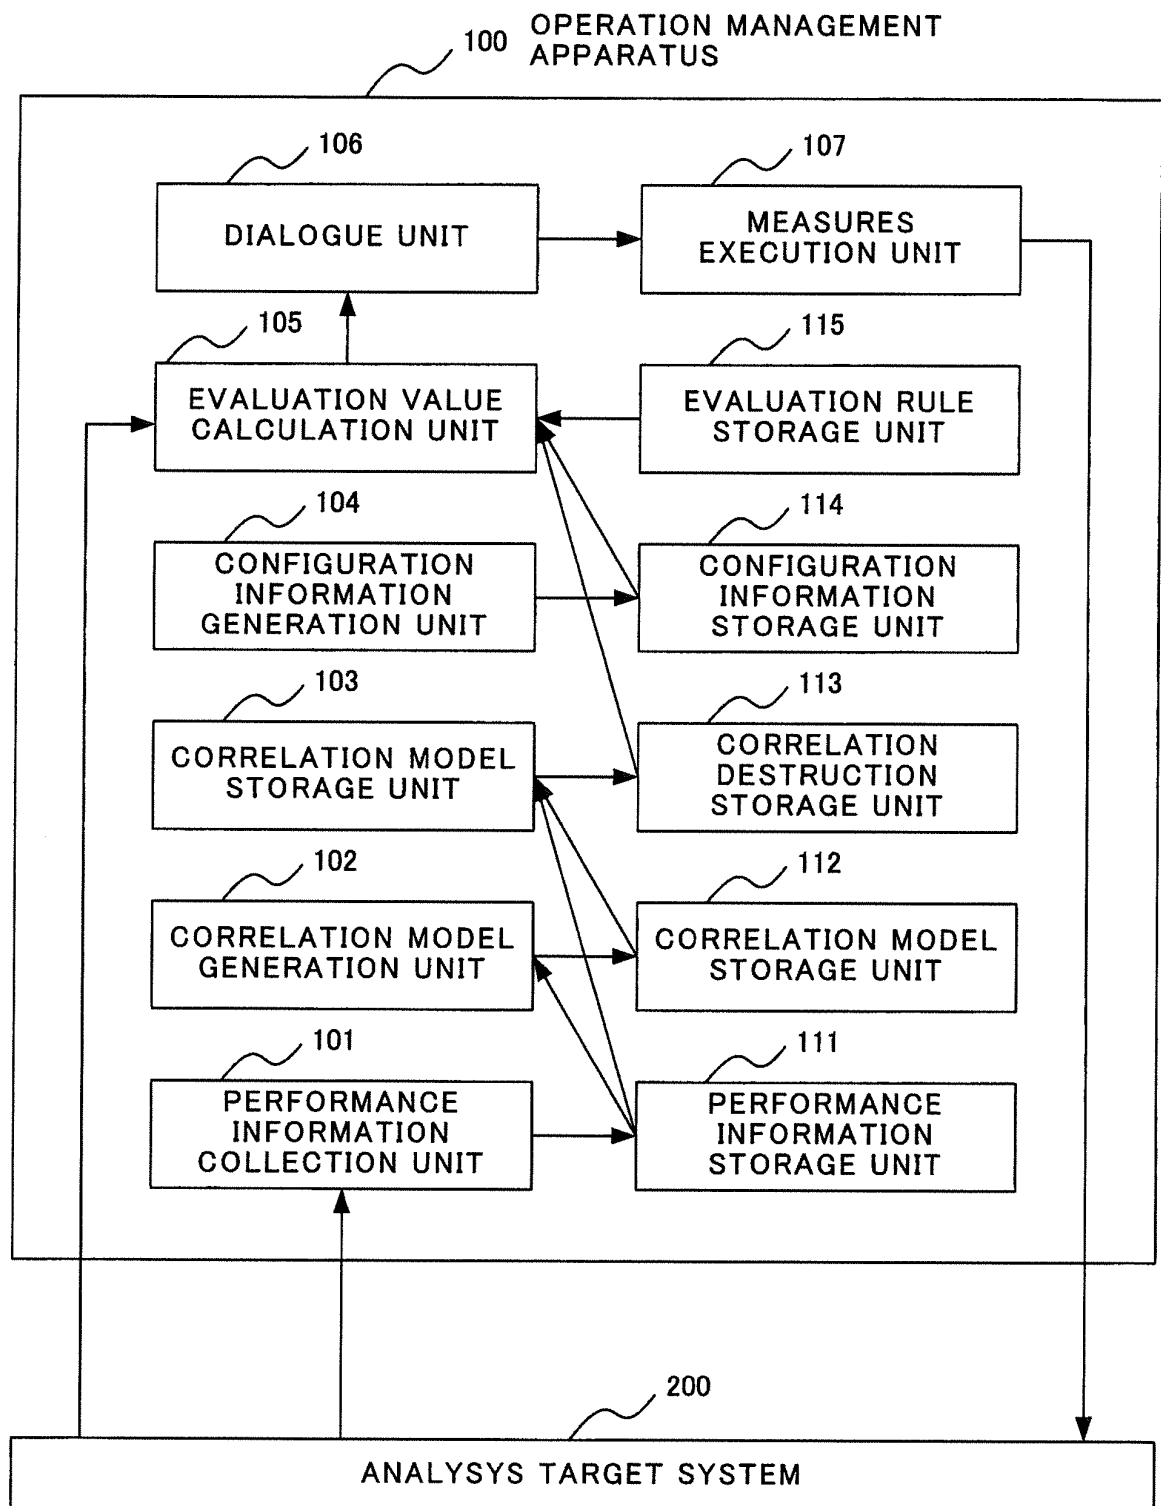 100
OPERATION MANAGEMENT
APPARATUS
106
107
DIALOGUE UNIT
MEASURES
EXECUTION UNIT
105
115
EVALUATION VALUE
CALCULATION UNIT
EVALUATION RULE
STORAGE UNIT
104
114
CONFIGURATION
INFORMATION
GENERATION UNIT
CONFIGURATION
INFORMATION
STORAGE UNIT
103
113
CORRELATION MODEL
STORAGE UNIT
CORRELATION
DESTRUCTION
STORAGE UNIT
102
112
CORRELATION MODEL
GENERATION UNIT
CORRELATION MODEL
STORAGE UNIT
101
111
PERFORMANCE
INFORMATION
COLLECTION UNIT
PERFORMANCE
INFORMATION
STORAGE UNIT
200
ANALYSYS TARGET SYSTEM